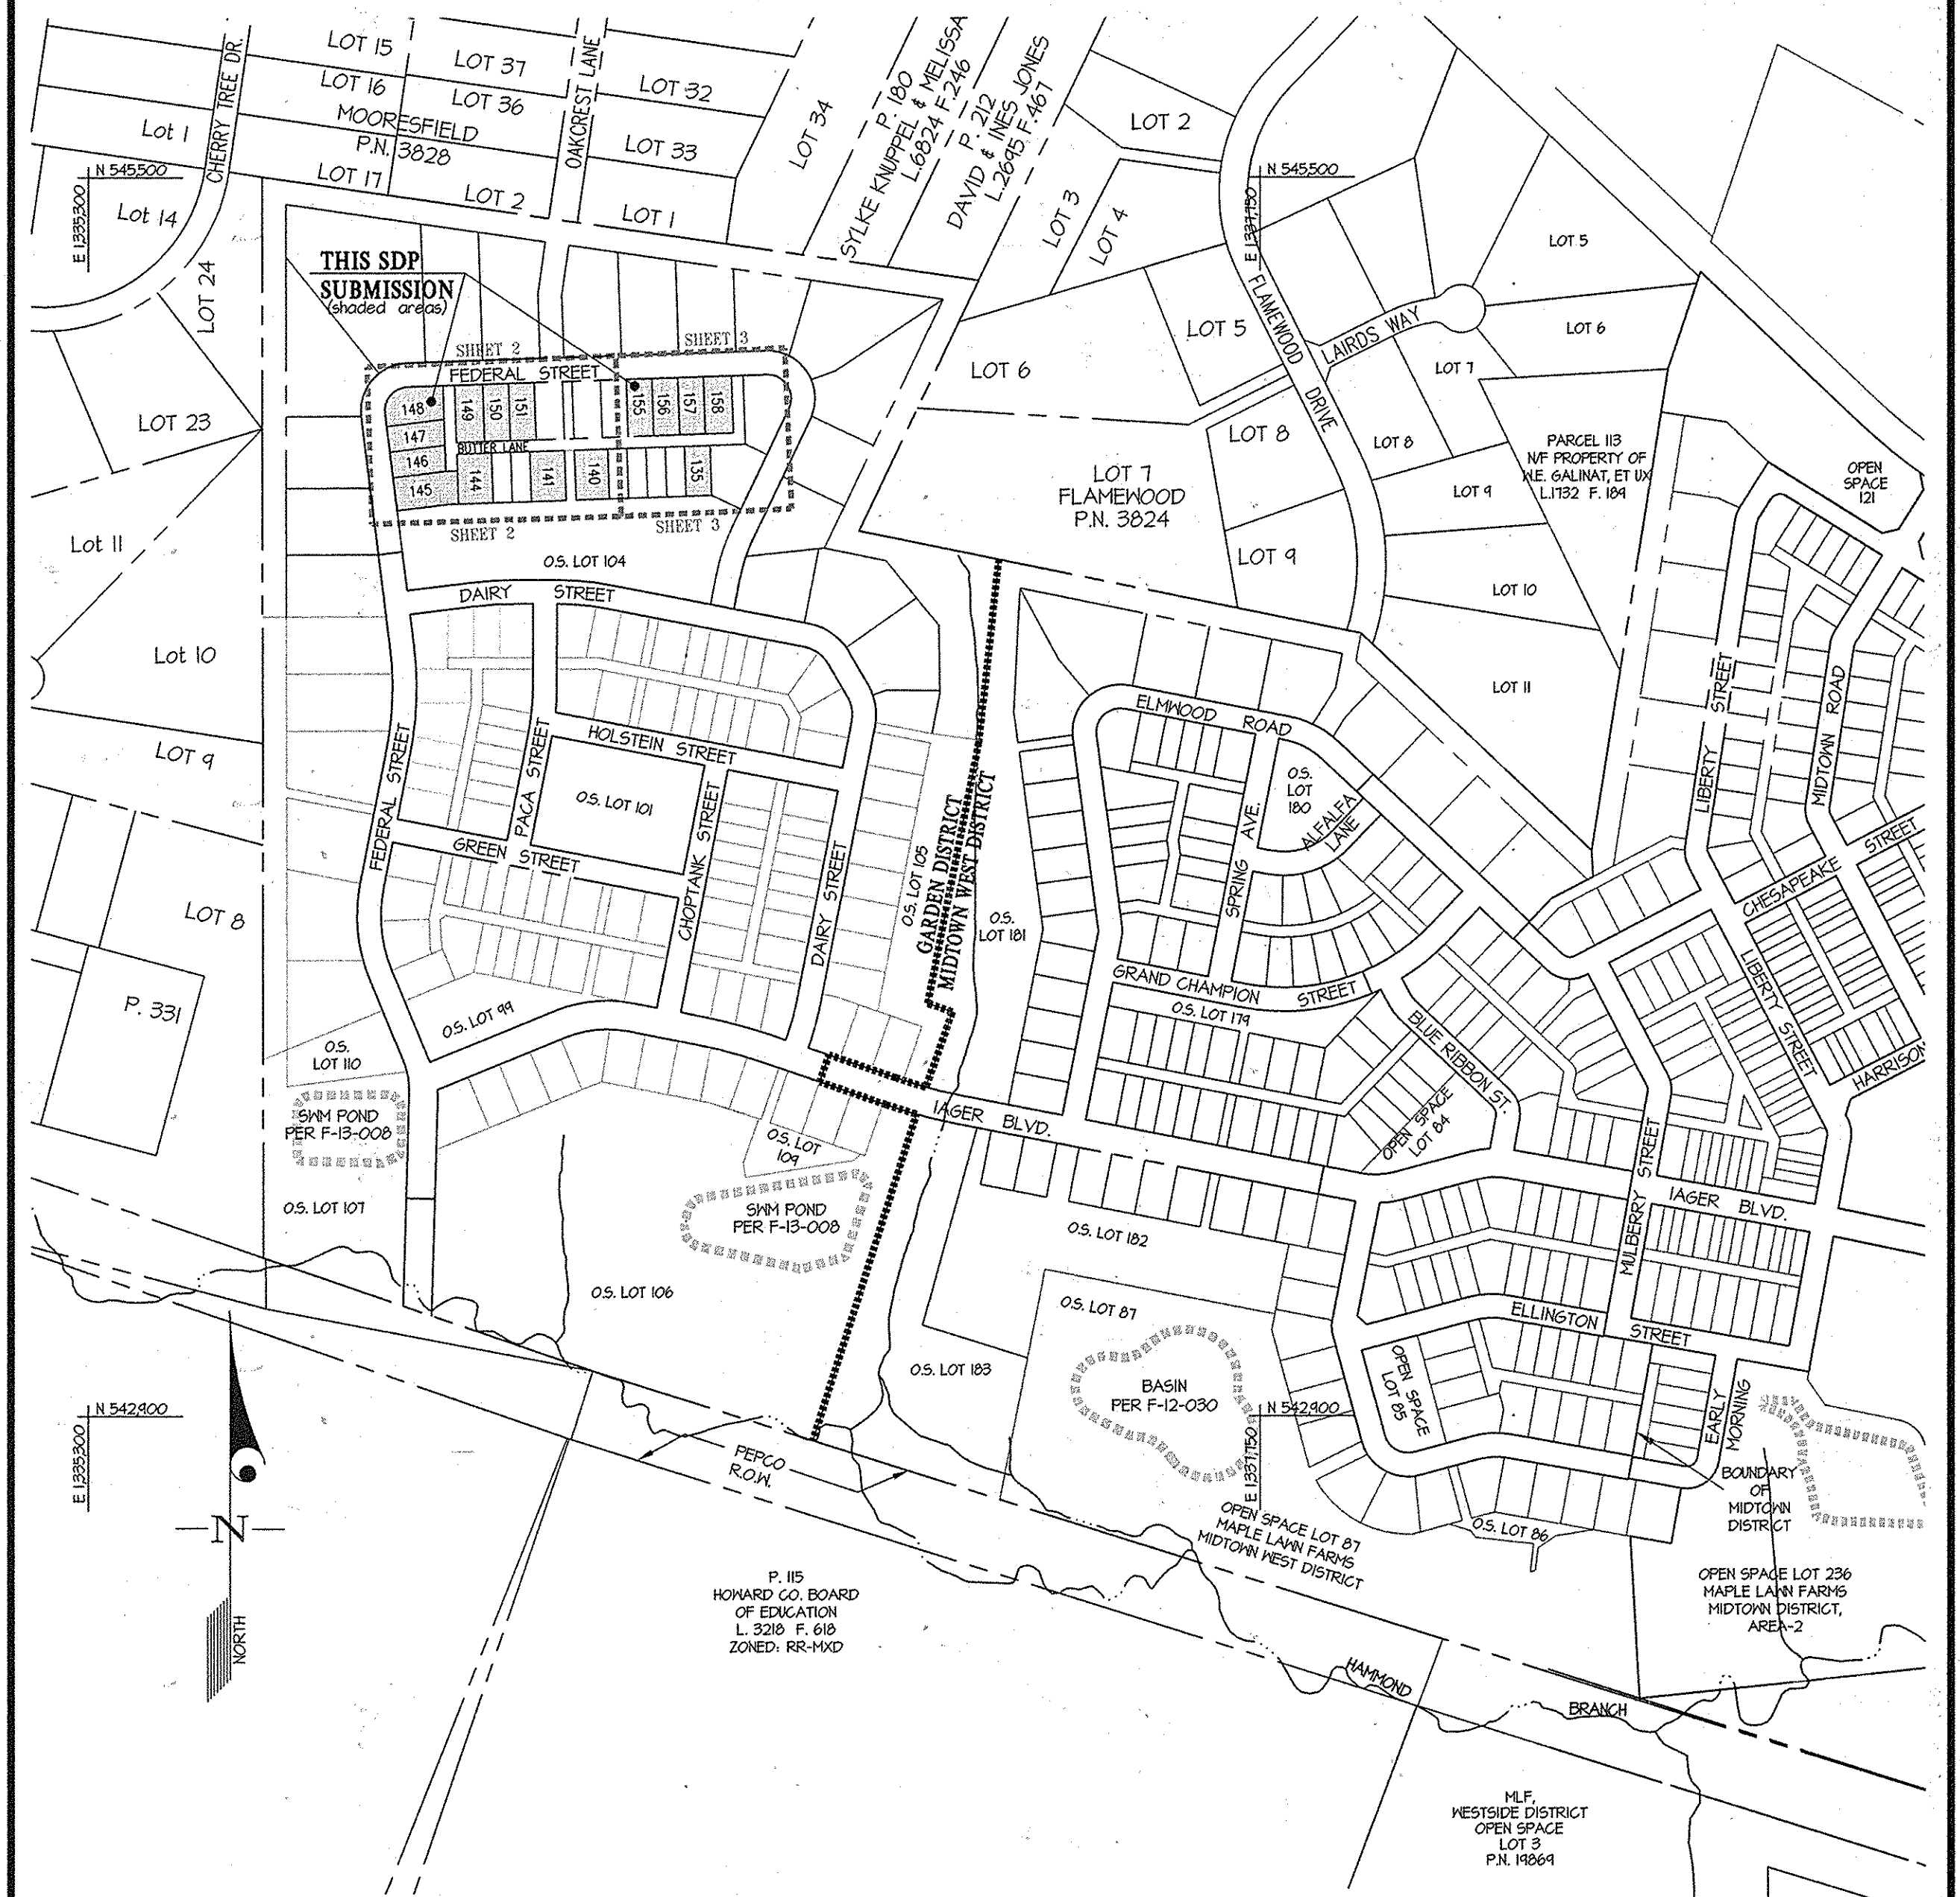 LOT 15
LOT 16
MOORESFIELD
P.N. 3828
LOT 17
CHERRY TREE DR.
Lot 1
Lot 14
N 545,500
E 1,335,300
LOT 37
LOT 36
LOT 2
OAKCREST LANE
LOT 32
LOT 33
LOT 1
LOT 34
P. 180
SYLKE KNUPPEL & MELISSA
L.6824 F.246
P. 212
DAVID & INES JONES
L.2695 F.467
LOT 2
LOT 3
LOT 4
LOT 5
LOT 6
N 545,500
E 1,337,150
FLAMEWOOD DRIVE
LAIRDS WAY
LOT 5
LOT 6
LOT 7
LOT 8
LOT 9
LOT 10
LOT 11
LOT 8
LOT 9
LOT 7
FLAMEWOOD
P.N. 3824
PARCEL 113
N/F PROPERTY OF
W.E. GALINAT, ET UX
L.1732 F. 189
OPEN
SPACE
121
LOT 24
LOT 23
Lot 11
Lot 10
LOT 9
LOT 8
P. 331
THIS SDP
SUBMISSION
(shaded areas)
SHEET 2
SHEET 3
FEDERAL STREET
148
149
150
151
155
156
157
158
147
146
145
BUTTER LANE
144
141
140
135
SHEET 2
SHEET 3
O.S. LOT 104
DAIRY STREET
HOLSTEIN STREET
PACA STREET
O.S. LOT 101
FEDERAL STREET
GREEN STREET
CHOPTANK STREET
DAIRY STREET
O.S. LOT 105
GARDEN DISTRICT
MIDTOWN WEST DISTRICT
O.S.
LOT 181
O.S. LOT 99
O.S.
LOT 110
SWM POND
PER F-13-008
O.S. LOT 107
O.S. LOT
109
SWM POND
PER F-13-008
O.S. LOT 106
ELMWOOD ROAD
O.S.
LOT
180
ALFALFA
LANE
SPRING AVE.
GRAND CHAMPION STREET
O.S. LOT 179
BLUE RIBBON ST.
OPEN SPACE
LOT 84
IAGER BLVD.
LIBERTY STREET
MIDTOWN ROAD
CHESAPEAKE STREET
LIBERTY STREET
HARRISON
MULBERRY STREET
IAGER BLVD.
O.S. LOT 182
O.S. LOT 87
O.S. LOT 183
BASIN
PER F-12-030
ELLINGTON STREET
OPEN SPACE
LOT 85
EARLY
MORNING
N 542,900
E 1,335,300
N 542,900
E 1,337,150
PEPCO
R.O.W.
OPEN SPACE LOT 87
MAPLE LAWN FARMS
MIDTOWN WEST DISTRICT
O.S. LOT 86
BOUNDARY
OF
MIDTOWN
DISTRICT
OPEN SPACE LOT 236
MAPLE LAWN FARMS
MIDTOWN DISTRICT,
AREA-2
N
NORTH
P. 115
HOWARD CO. BOARD
OF EDUCATION
L. 3218 F. 618
ZONED: RR-MXD
HAMMOND
BRANCH
MLF,
WESTSIDE DISTRICT
OPEN SPACE
LOT 3
P.N. 19869